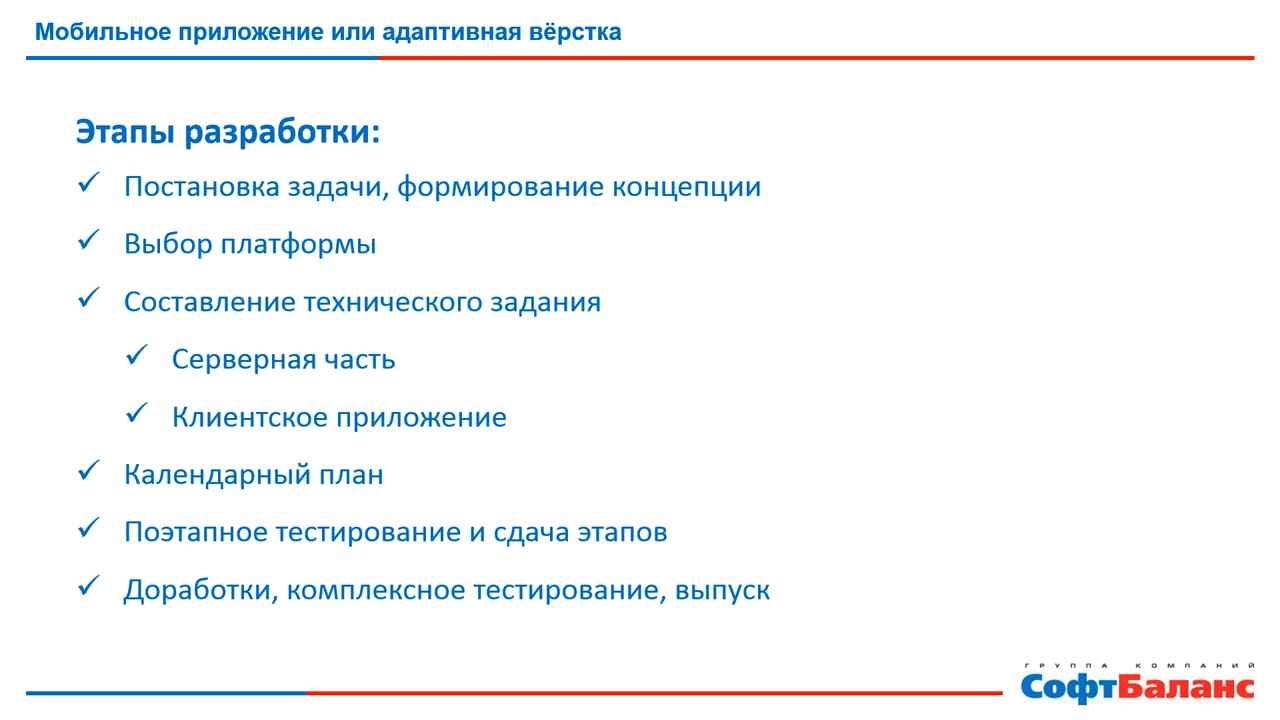 Мобильное приложение или адаптивная вёрстка
Этапы разработки:
Постановка задачи, формирование концепции
Выбор платформы
Составление технического задания
Серверная часть
Клиентское приложение
Календарный план
Поэтапное тестирование и сдача этапов
Доработки, комплексное тестирование, выпуск
ГРУППА КОМПАНИЙ
СофтБаланс